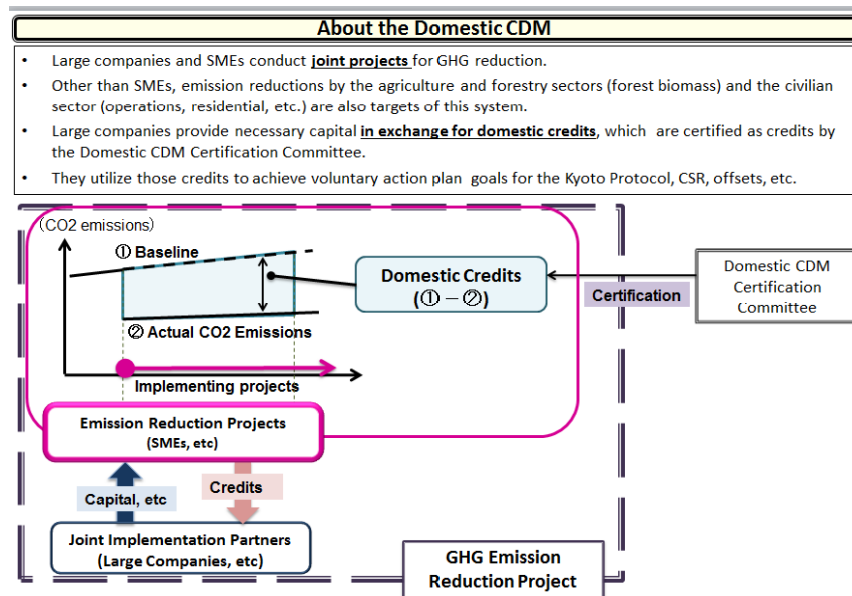 About the Domestic CDM
• Large companies and SMEs conduct joint projects for GHG reduction.
• Other than SMEs, emission reductions by the agriculture and forestry sectors (forest biomass) and the civilian
sector (operations, residential, etc.) are also targets of this system.
• Large companies provide necessary capital in exchange for domestic credits, which are certified as credits by
the Domestic CDM Certification Committee.
• They utilize those credits to achieve voluntary action plan goals for the Kyoto Protocol, CSR, offsets, etc.
(CO2 emissions)
① Baseline
Domestic Credits
(①－②)
Certification
Domestic CDM
Certification
Committee
② Actual CO2 Emissions
Implementing projects
Emission Reduction Projects
(SMEs, etc)
Capital, etc
Credits
Joint Implementation Partners
(Large Companies, etc)
GHG Emission
Reduction Project